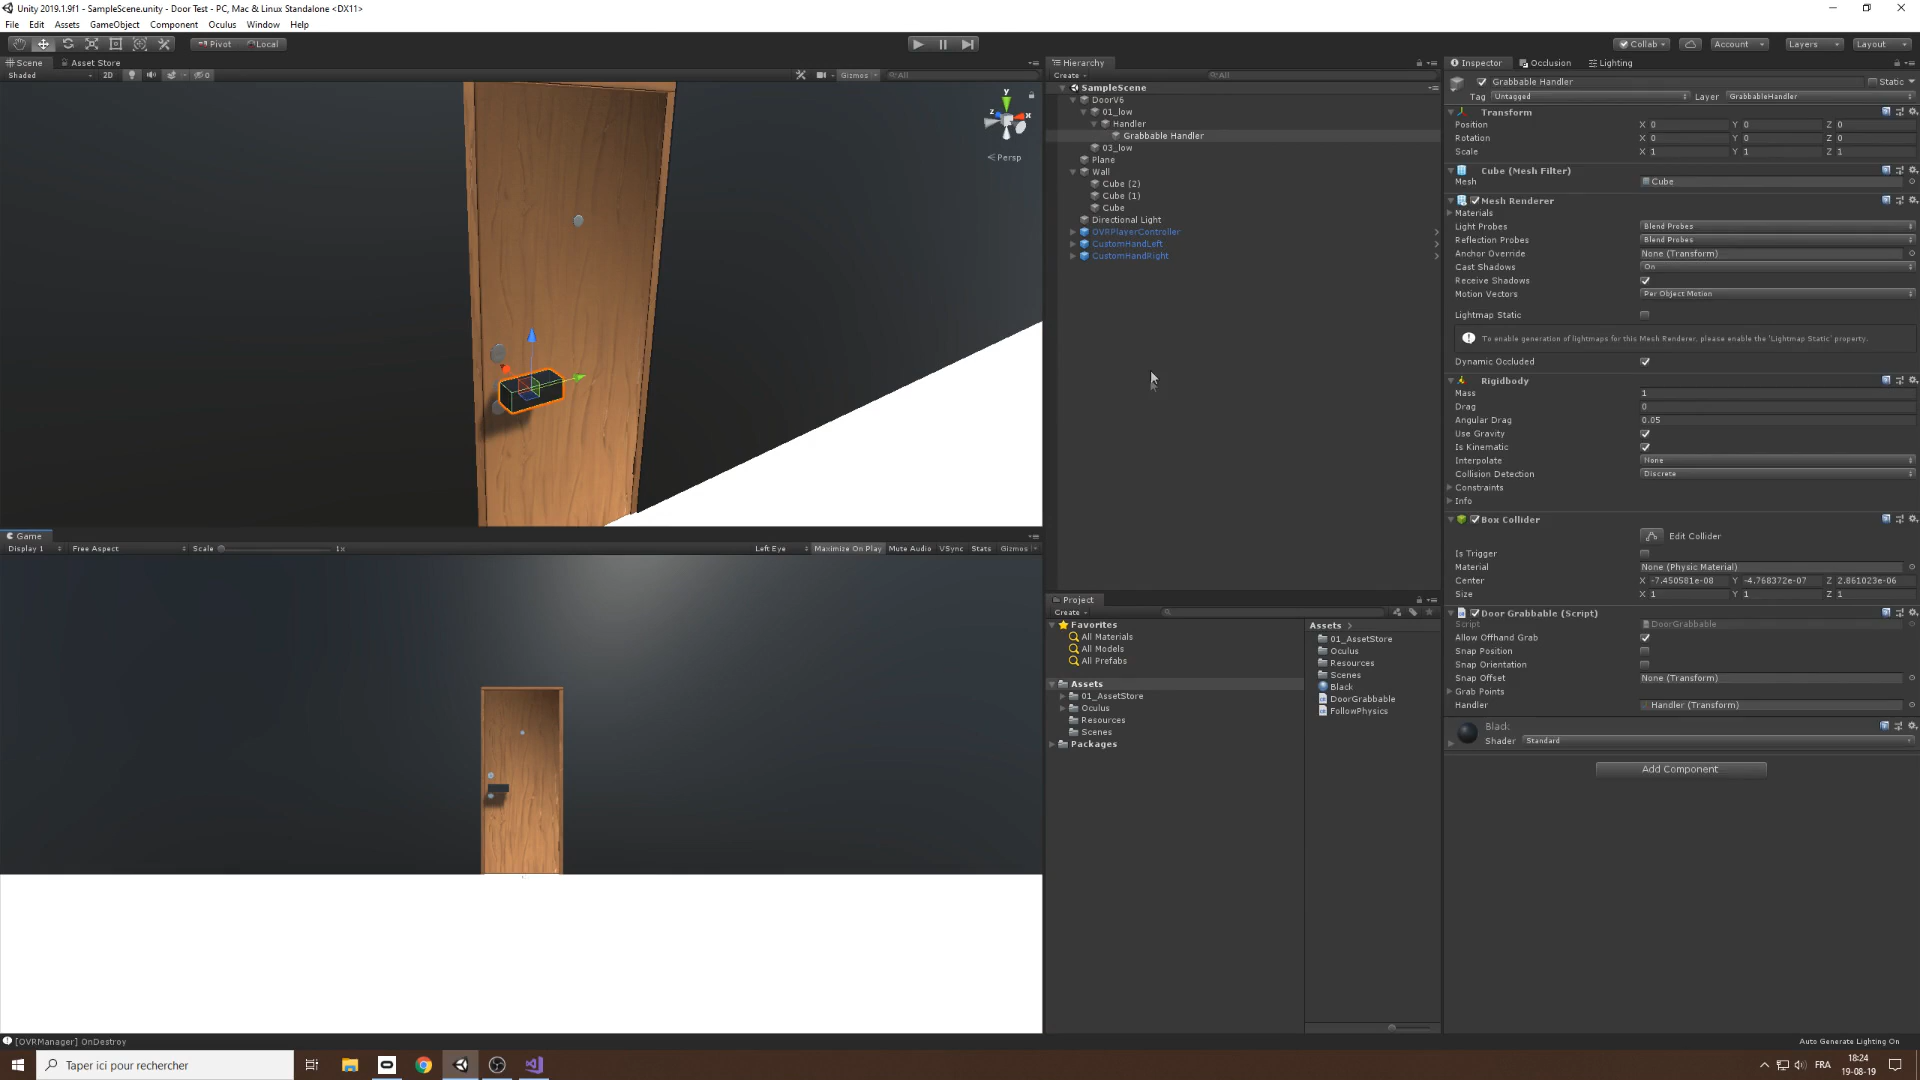 Unity 2019.1.9f1 - SampleScene.unity - Door Test - PC, Mac & Linux Standalone <DX11>
File Edit Assets GameObject Component Oculus Window Help
Pivot Local Collab Account Layers Layout
Scene Asset Store
Shaded 2D 0 Gizmos All
y
z x
Persp
Game
Display 1 Free Aspect Scale 1x Left Eye Maximize On Play Mute Audio VSync Stats Gizmos
Hierarchy
Create All
SampleScene
DoorV6
01_low
Handler
Grabbable Handler
03_low
Plane
Wall
Cube (2)
Cube (1)
Cube
Directional Light
OVRPlayerController
CustomHandLeft
CustomHandRight
Project
Create
Favorites
All Materials
All Models
All Prefabs
Assets
01_AssetStore
Oculus
Resources
Scenes
Packages
Assets
01_AssetStore
Oculus
Resources
Scenes
Black
DoorGrabbable
FollowPhysics
Inspector Occlusion Lighting
Grabbable Handler Static
Tag Untagged Layer GrabbableHandler
Transform
Position X 0 Y 0 Z 0
Rotation X 0 Y 0 Z 0
Scale X 1 Y 1 Z 1
Cube (Mesh Filter)
Mesh Cube
Mesh Renderer
Materials
Light Probes Blend Probes
Reflection Probes Blend Probes
Anchor Override None (Transform)
Cast Shadows On
Receive Shadows
Motion Vectors Per Object Motion
Lightmap Static
To enable generation of lightmaps for this Mesh Renderer, please enable the 'Lightmap Static' property.
Dynamic Occluded
Rigidbody
Mass 1
Drag 0
Angular Drag 0.05
Use Gravity
Is Kinematic
Interpolate None
Collision Detection Discrete
Constraints
Info
Box Collider
Edit Collider
Is Trigger
Material None (Physic Material)
Center X -7.450581e-08 Y -4.768372e-07 Z 2.861023e-06
Size X 1 Y 1 Z 1
Door Grabbable (Script)
Script DoorGrabbable
Allow Offhand Grab
Snap Position
Snap Orientation
Snap Offset None (Transform)
Grab Points
Handler Handler (Transform)
Black
Shader Standard
Add Component
[OVRManager] OnDestroy
Auto Generate Lighting On
Taper ici pour rechercher
FRA
18:24
19-08-19